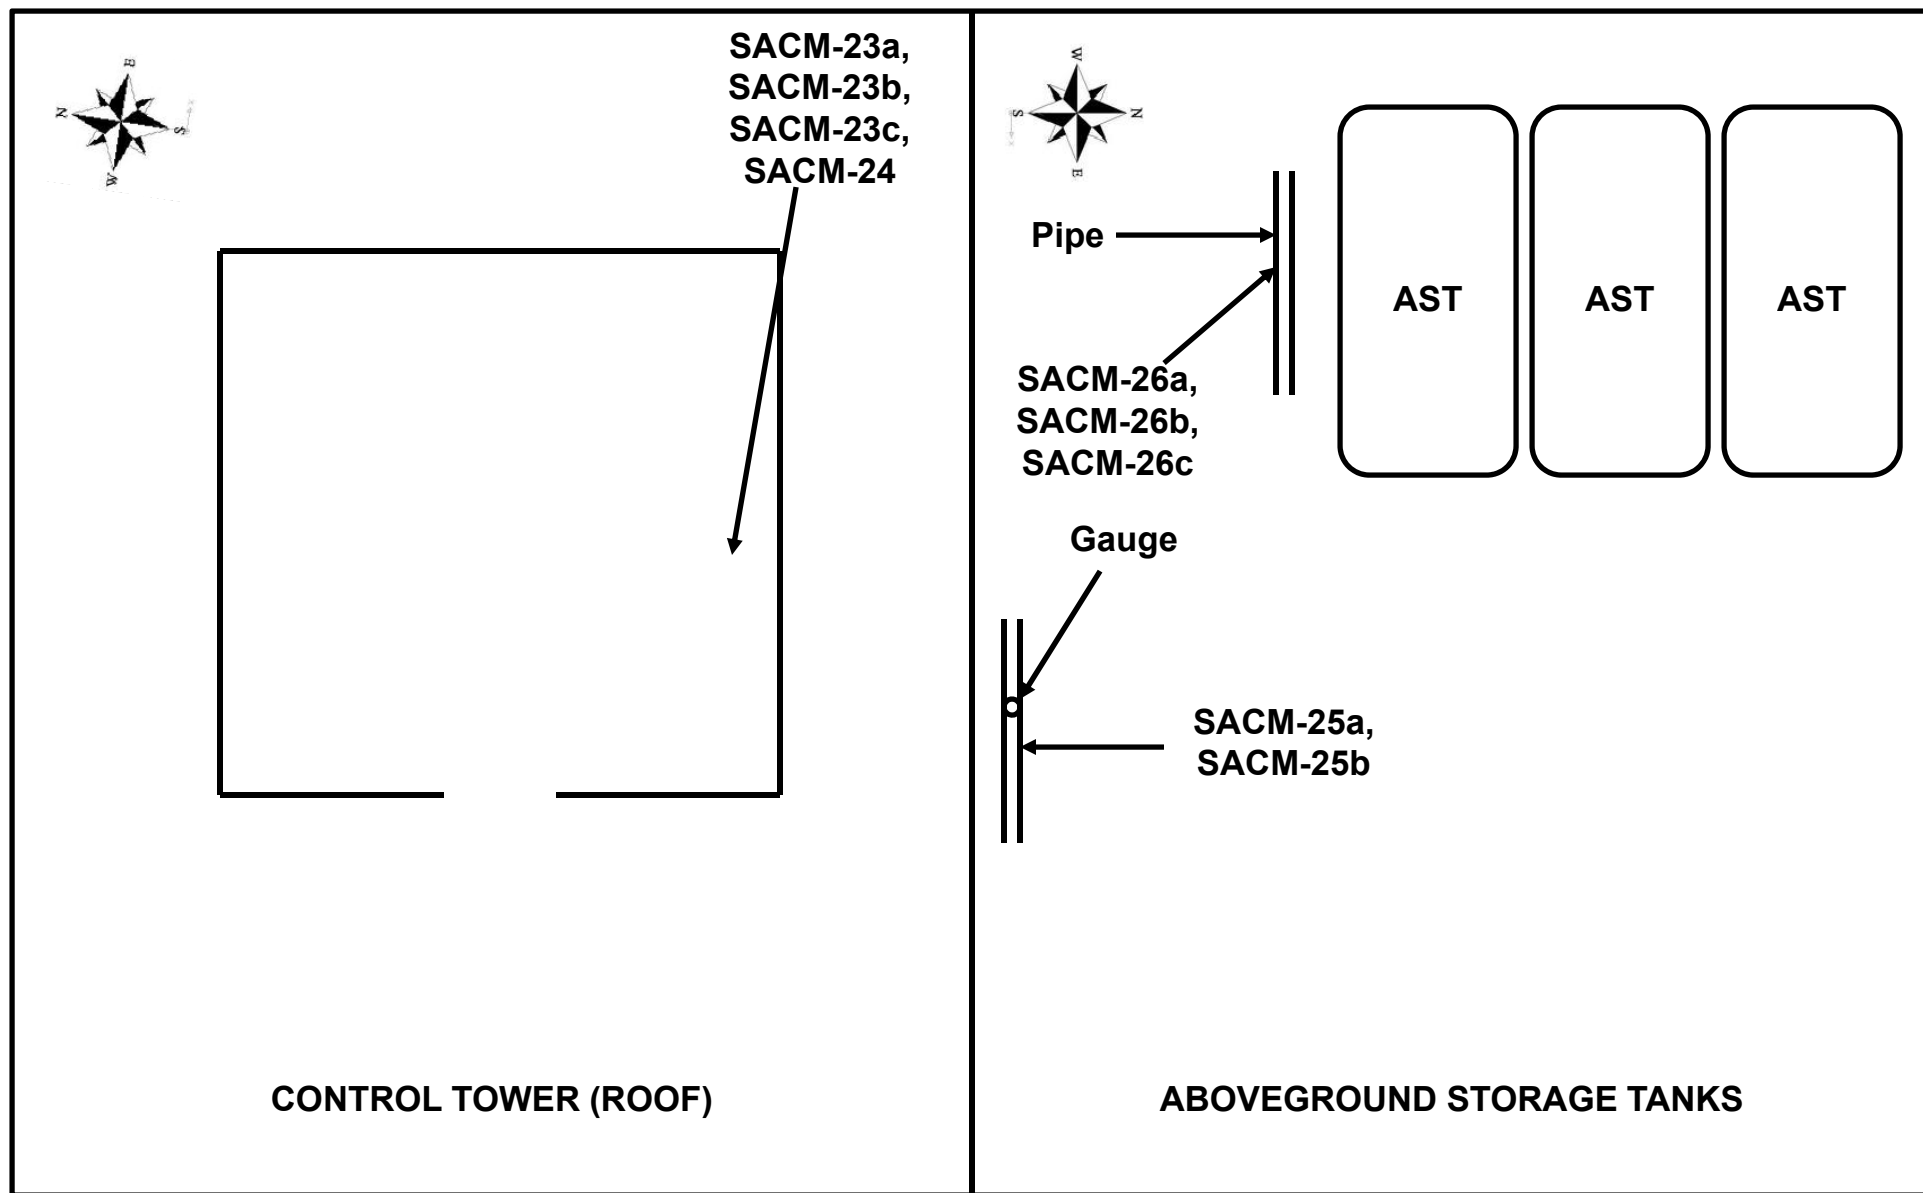 E
N
S
W
SACM-23a,
SACM-23b,
SACM-23c,
SACM-24
CONTROL TOWER (ROOF)
W
S
N
E
Pipe
AST
AST
AST
SACM-26a,
SACM-26b,
SACM-26c
Gauge
SACM-25a,
SACM-25b
ABOVEGROUND STORAGE TANKS